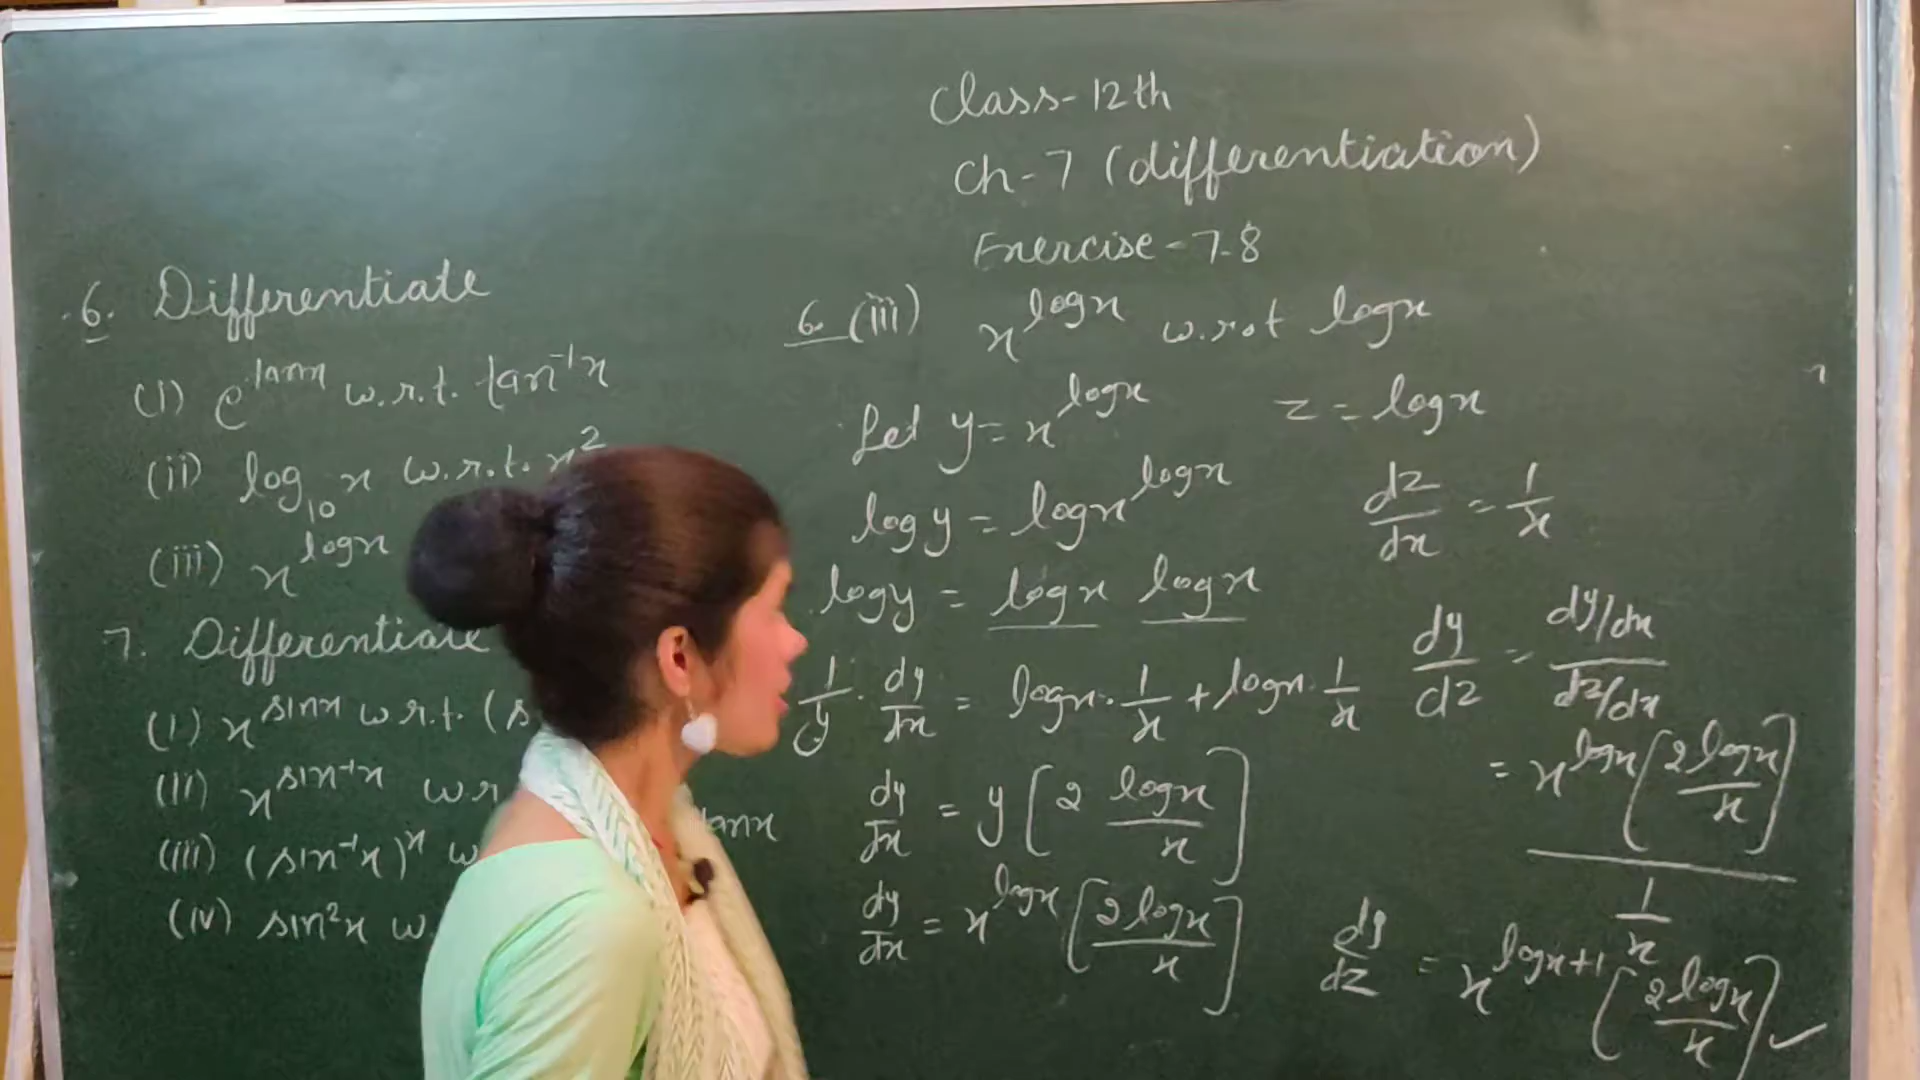 Class-12th
Ch-7 (differentiation)
Exercise-7.8
6. Differentiate
(i) e^tanx w.r.t. tan⁻¹x
(ii) log₁₀x w.r.t. x²
(iii) x^logx
7. Differentiate
(i) x^sinx w.r.t. (s
(ii) x^sin⁻¹x w.r
(iii) (sin⁻¹x)^x w
tanx
(iv) sin²x w.
6. (iii) x^logx w.r.t logx
Let y = x^logx
log y = logx^logx
logy = logx logx
1/y . dy/dx = logx . 1/x + logx . 1/x
dy/dx = y [2 logx/x]
dy/dx = x^logx [2logx/x]
z = logx
dz/dx = 1/x
dy/dz = dy/dx / dz/dx
= x^logx [2logx/x] / 1/x
dy/dz = x^logx+1 [2logx/x] ✓